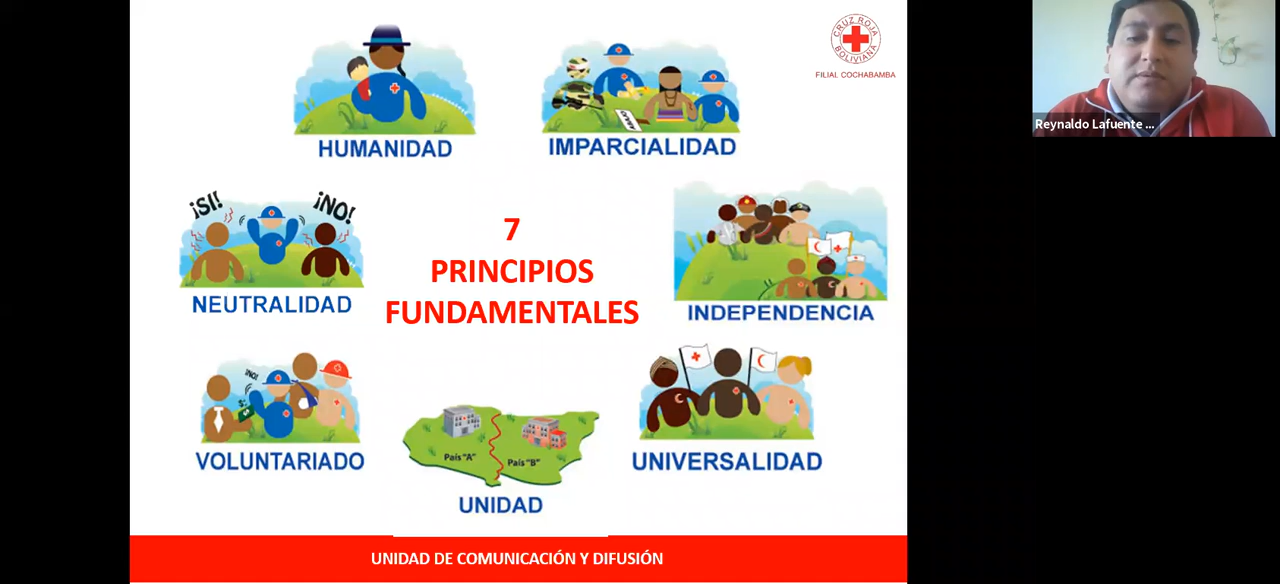 CRUZ ROJA
BOLIVIANA
FILIAL COCHABAMBA
Reynaldo Lafuente ...
HUMANIDAD
IMPARCIALIDAD
¡SI!
¡NO!
NEUTRALIDAD
7
PRINCIPIOS
FUNDAMENTALES
INDEPENDENCIA
¡NO!
VOLUNTARIADO
País "A"
País "B"
UNIDAD
UNIVERSALIDAD
UNIDAD DE COMUNICACIÓN Y DIFUSIÓN